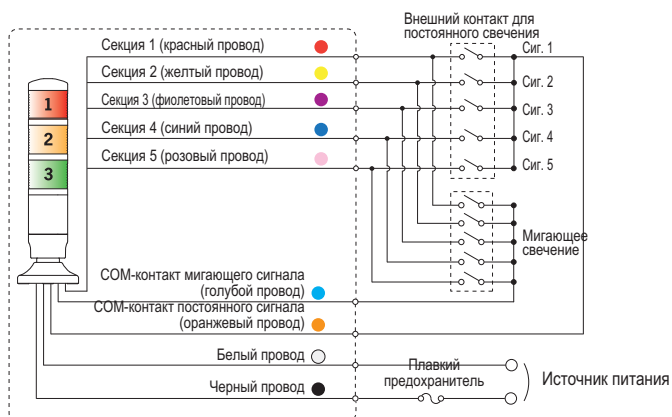 Внешний контакт для
постоянного свечения
Секция 1 (красный провод)
Сиг. 1
Секция 2 (желтый провод)
Сиг. 2
Секция 3 (фиолетовый провод)
Сиг. 3
Секция 4 (синий провод)
Сиг. 4
Секция 5 (розовый провод)
Сиг. 5
1
2
3
Мигающее
свечение
COM-контакт мигающего сигнала
(голубой провод)
COM-контакт постоянного сигнала
(оранжевый провод)
Белый провод
Плавкий
предохранитель
Источник питания
Черный провод